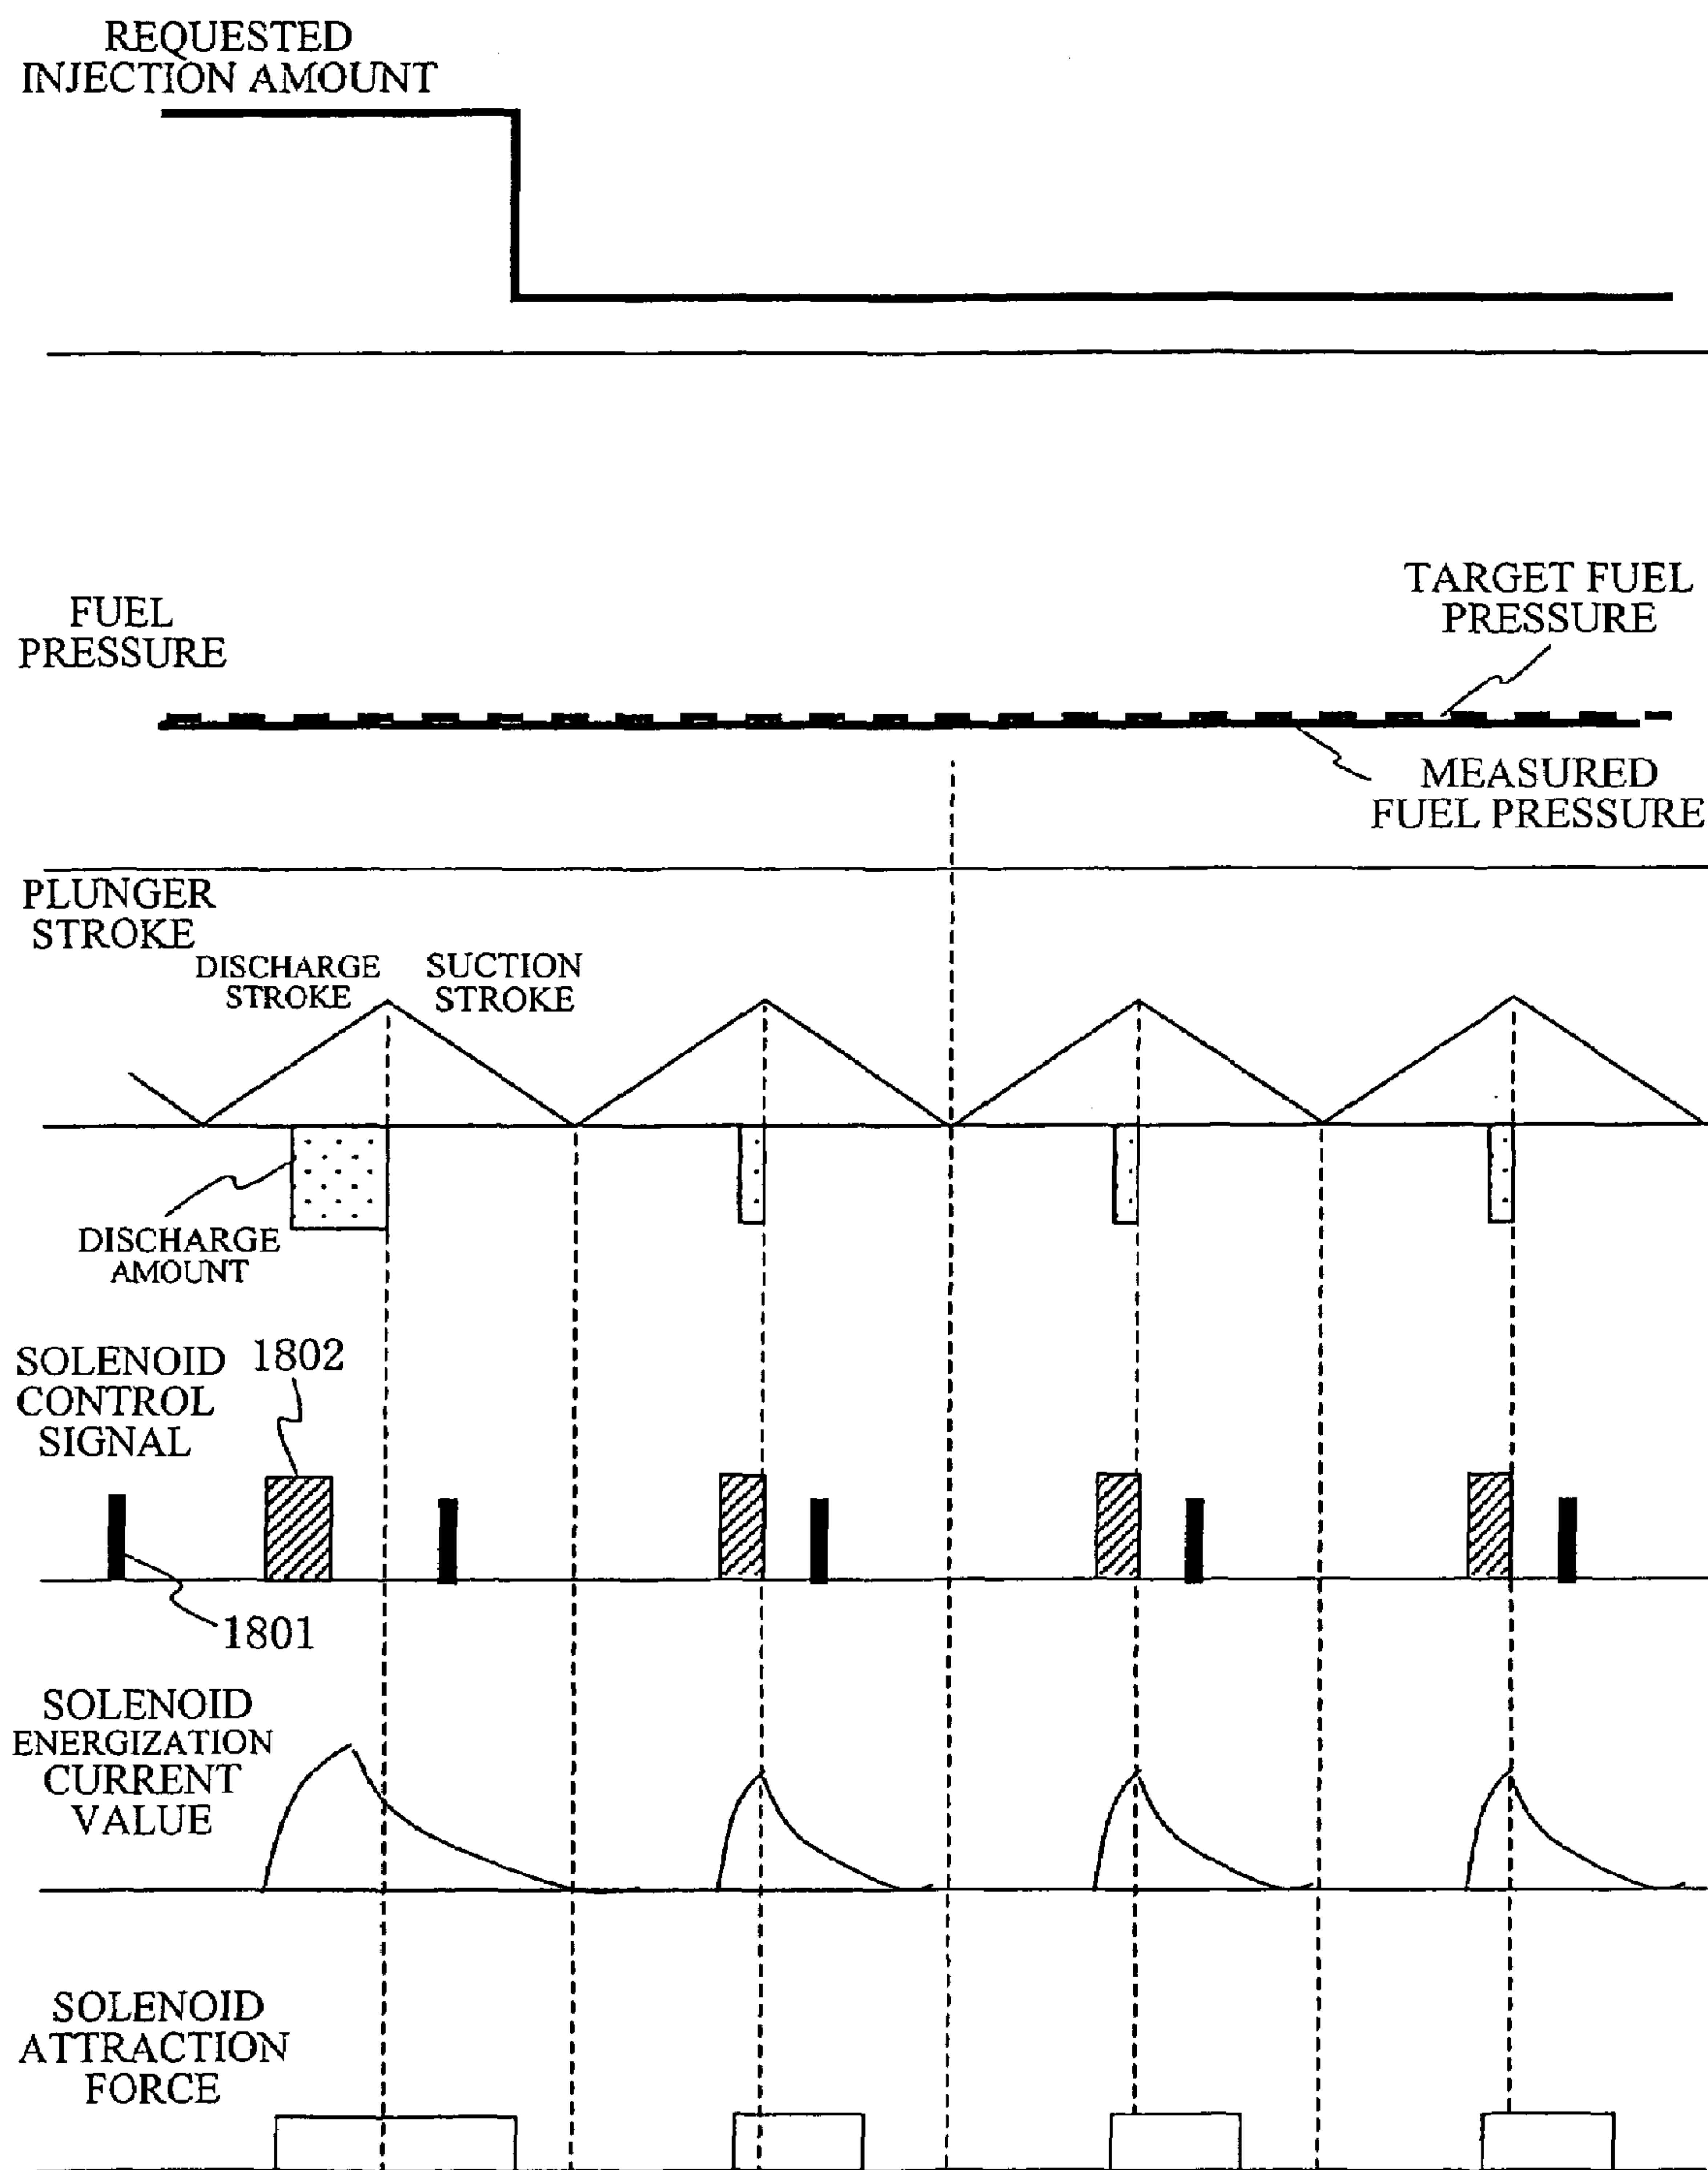 REQUESTED
INJECTION AMOUNT
TARGET FUEL
PRESSURE
FUEL
PRESSURE
MEASURED
FUEL PRESSURE
PLUNGER
STROKE
DISCHARGE
STROKE
SUCTION
STROKE
DISCHARGE
AMOUNT
SOLENOID
CONTROL
SIGNAL
1802
1801
SOLENOID
ENERGIZATION
CURRENT
VALUE
SOLENOID
ATTRACTION
FORCE